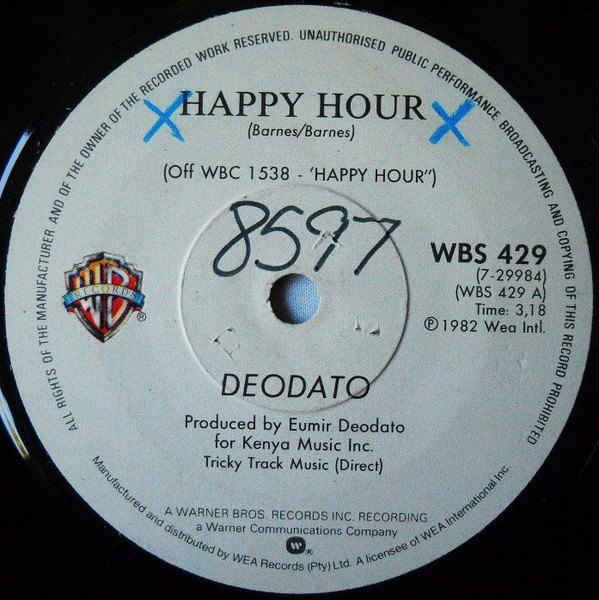 ALL RIGHTS OF THE MANUFACTURER AND OF THE OWNER OF THE RECORDED WORK RESERVED. UNAUTHORISED PUBLIC PERFORMANCE BROADCASTING AND COPYING OF THIS RECORD PROHIBITED
X HAPPY HOUR X
(Barnes/Barnes)
(Off WBC 1538 - 'HAPPY HOUR")
8597
WBS 429
(7-29984)
(WBS 429 A)
Time: 3,18
℗ 1982 Wea Intl.
WB
RECORDS
®
DEODATO
Produced by Eumir Deodato
for Kenya Music Inc.
Tricky Track Music (Direct)
A WARNER BROS. RECORDS INC. RECORDING
a Warner Communications Company
®
Manufactured and distributed by WEA Records (Pty) Ltd. A licensee of WEA International Inc.